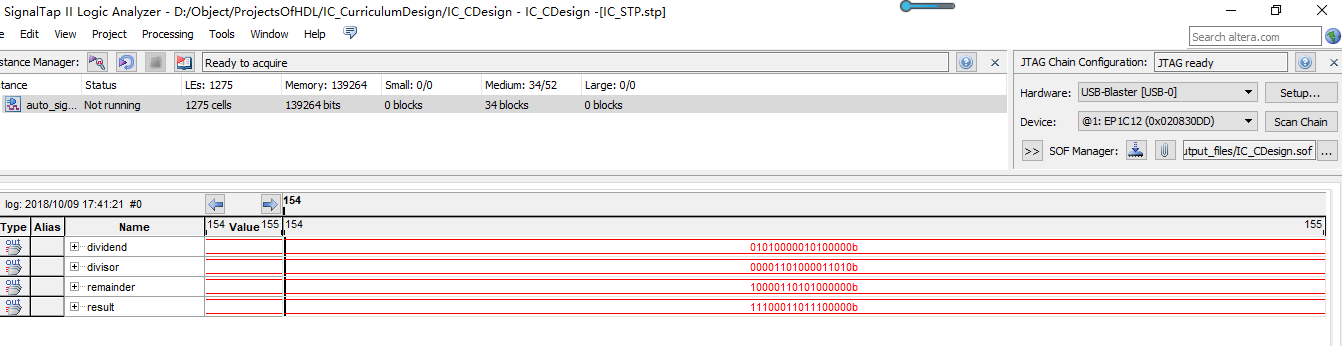 SignalTap II Logic Analyzer - D:/Object/ProjectsOfHDL/IC_CurriculumDesign/IC_CDesign - IC_CDesign -[IC_STP.stp]
e Edit View Project Processing Tools Window Help
Search altera.com
stance Manager: Ready to acquire
JTAG Chain Configuration: JTAG ready
tance Status LEs: 1275 Memory: 139264 Small: 0/0 Medium: 34/52 Large: 0/0
auto_sig... Not running 1275 cells 139264 bits 0 blocks 34 blocks 0 blocks
Hardware: USB-Blaster [USB-0] Setup...
Device: @1: EP1C12 (0x020830DD) Scan Chain
>> SOF Manager: utput_files/IC_CDesign.sof ...
log: 2018/10/09 17:41:21 #0 154
Type Alias Name 154 Value 155 154 155
out dividend 01010000010100000b
out divisor 00001101000011010b
out remainder 10000110101000000b
out result 11100011011100000b